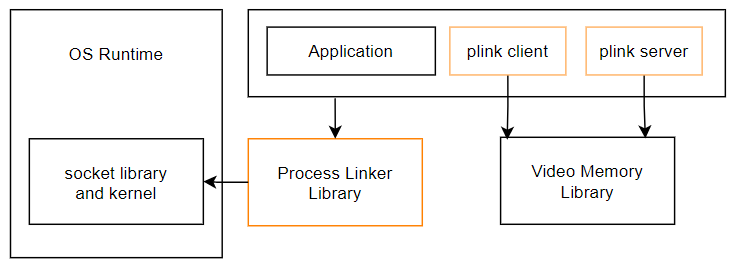 OS Runtime
Application
plink client
plink server
socket library
and kernel
Process Linker
Library
Video Memory
Library